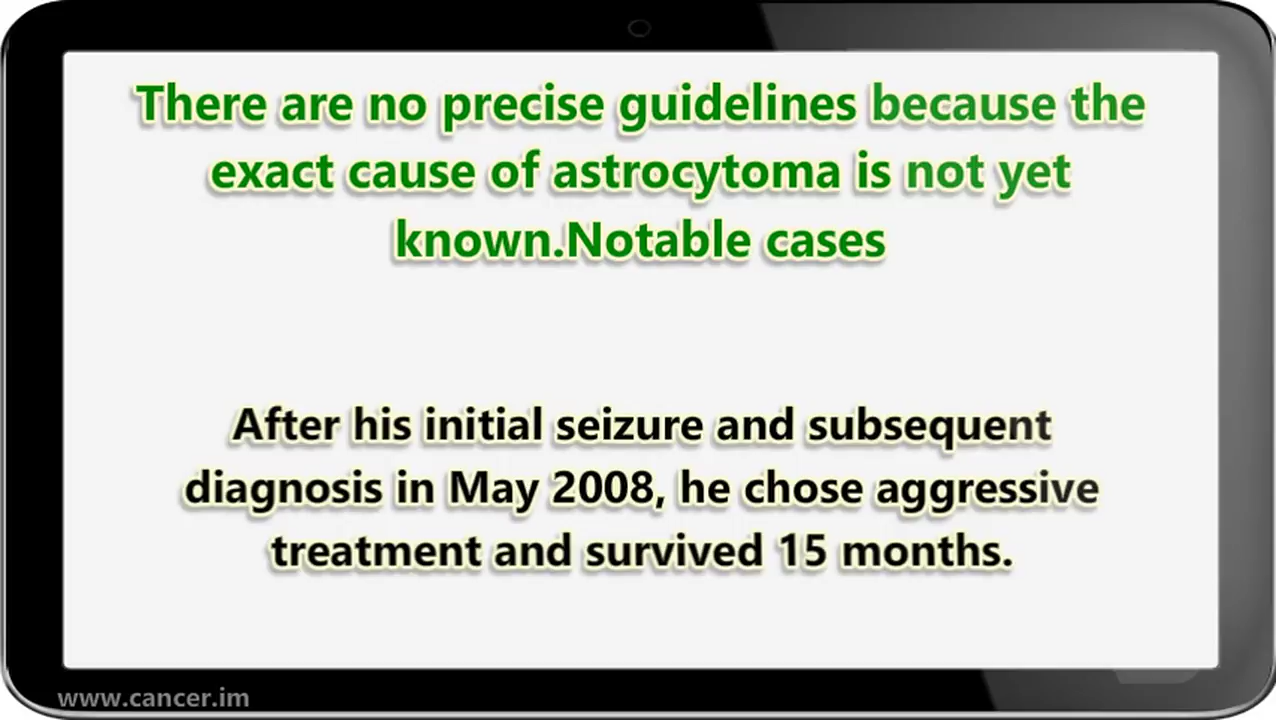 There are no precise guidelines because the
exact cause of astrocytoma is not yet
known.Notable cases
After his initial seizure and subsequent
diagnosis in May 2008, he chose aggressive
treatment and survived 15 months.
www.cancer.im